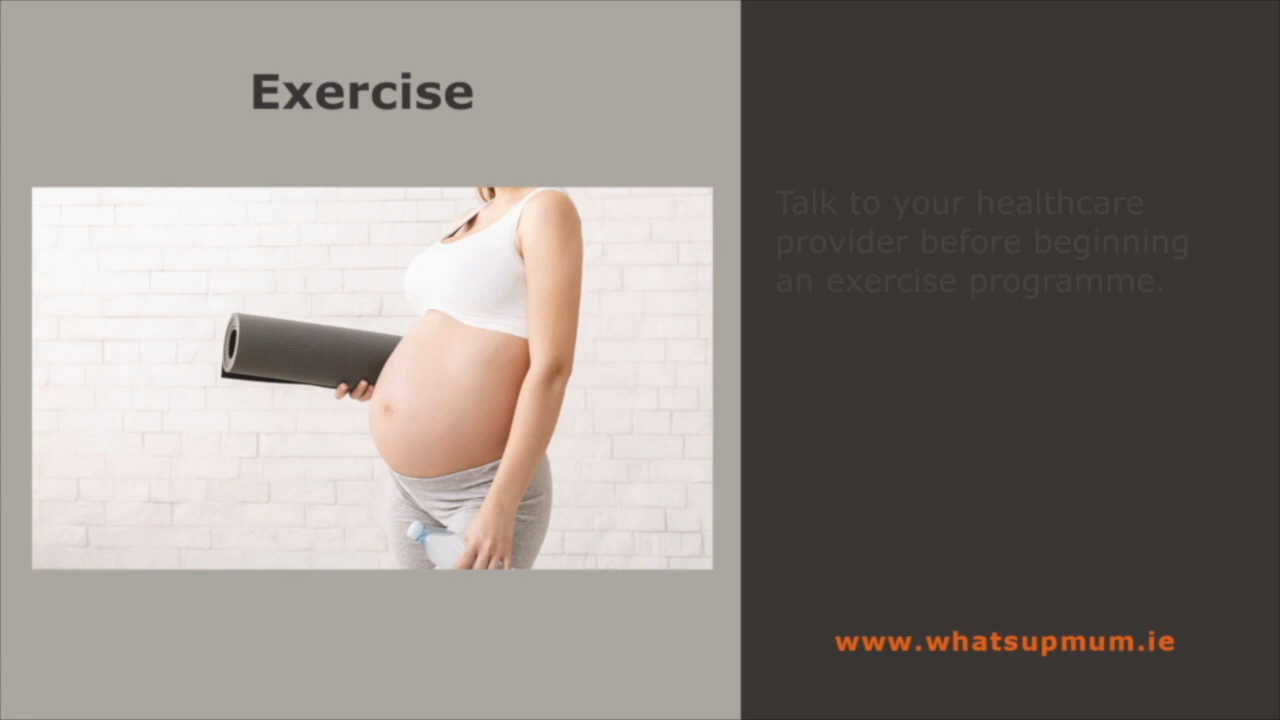 Exercise
Talk to your healthcare
provider before beginning
an exercise programme.
www.whatsupmum.ie